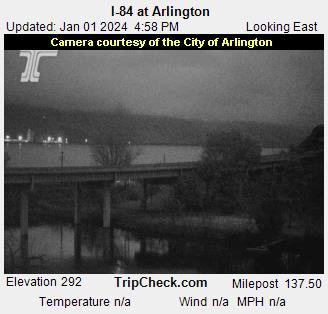 I-84 at Arlington
Updated: Jan 01 2024 4:58 PM Looking East
Camera courtesy of the City of Arlington
Elevation 292 TripCheck.com Milepost 137.50
Temperature n/a Wind n/a MPH n/a